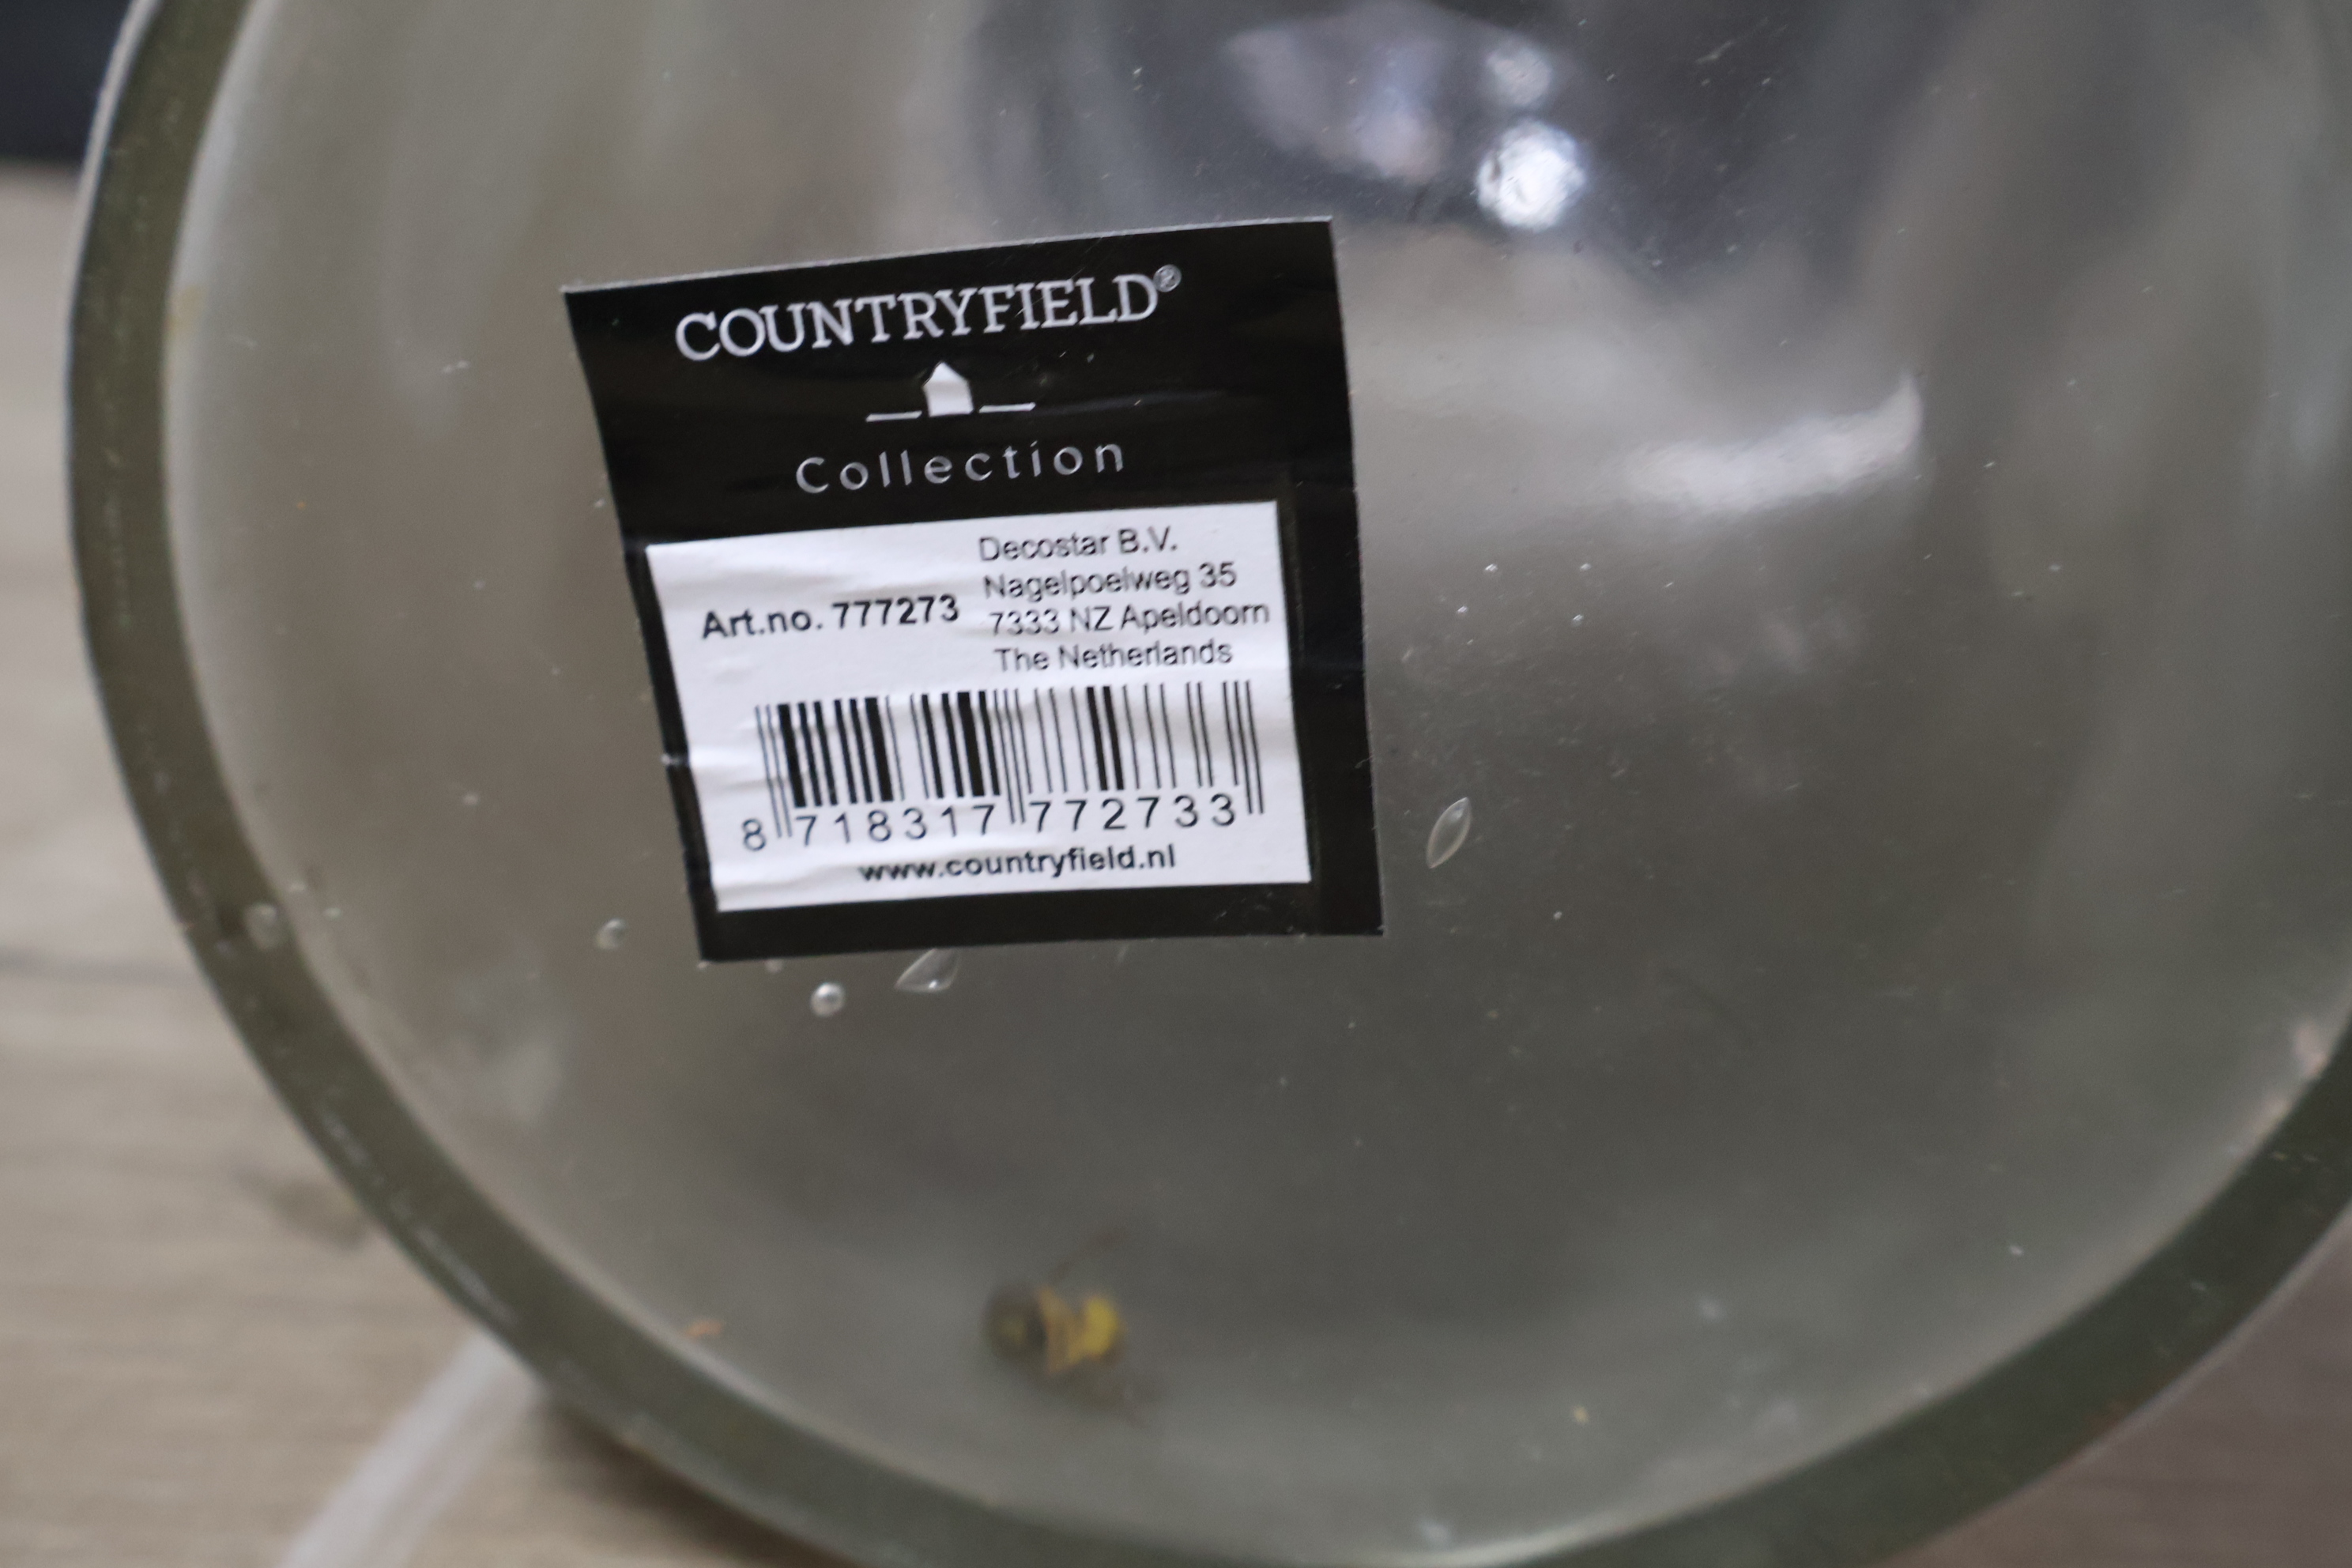 COUNTRYFIELD®
Collection
Art.no. 777273
Decostar B.V.
Nagelpoelweg 35
7333 NZ Apeldoorn
The Netherlands
8 718317 772733
www.countryfield.nl